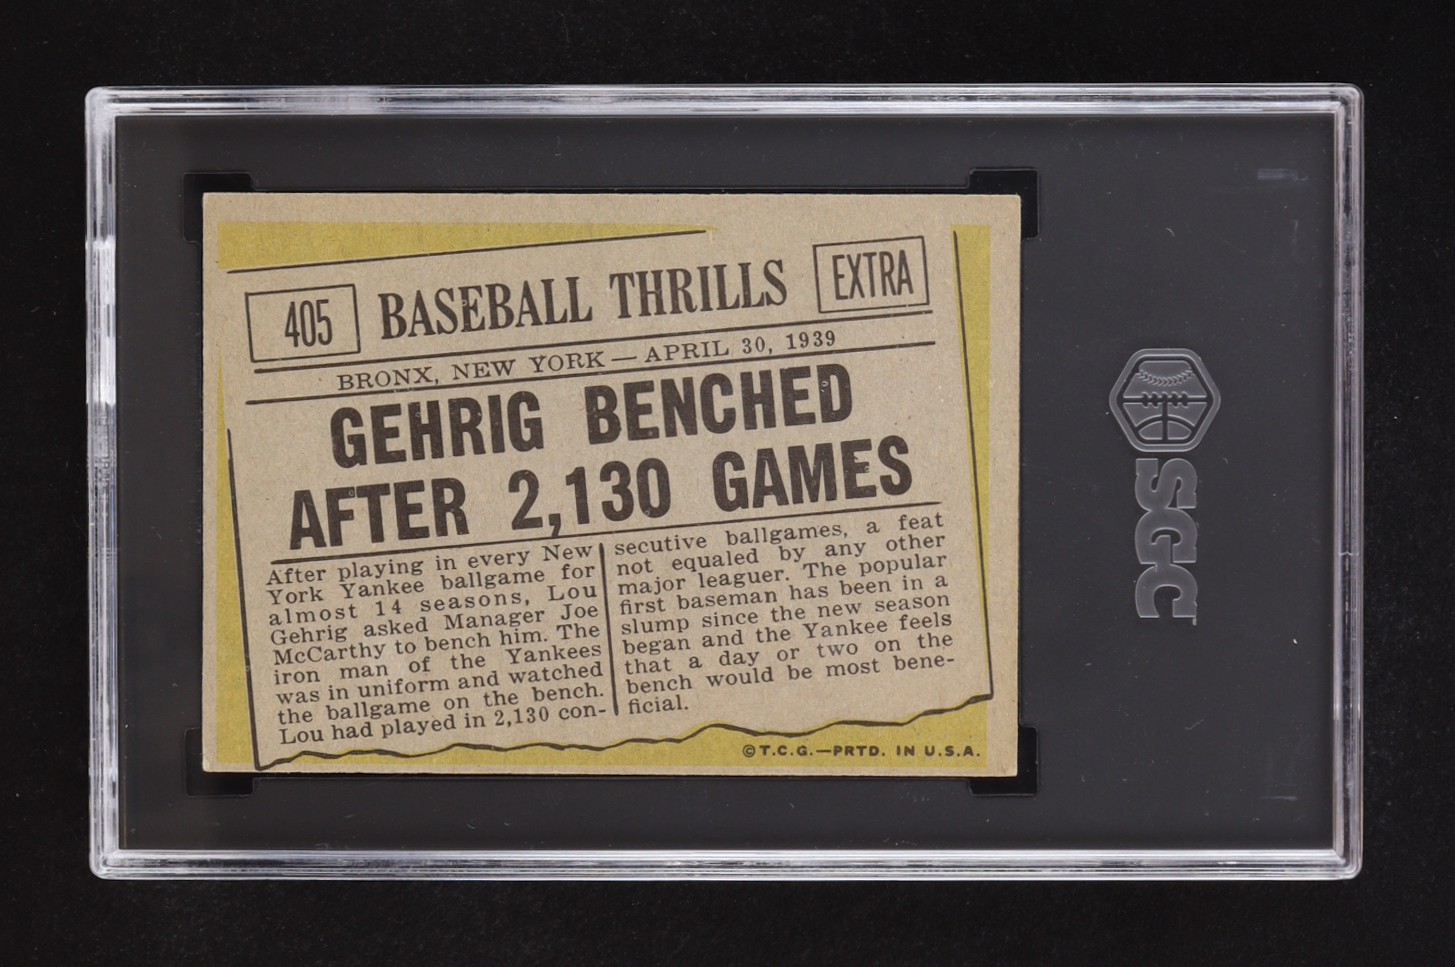 405 BASEBALL THRILLS EXTRA
BRONX, NEW YORK — APRIL 30, 1939
GEHRIG BENCHED
AFTER 2,130 GAMES
After playing in every New
York Yankee ballgame for
almost 14 seasons, Lou
Gehrig asked Manager Joe
McCarthy to bench him. The
iron man of the Yankees
was in uniform and watched
the ballgame on the bench.
Lou had played in 2,130 con-
secutive ballgames, a feat
not equaled by any other
major leaguer. The popular
first baseman has been in a
slump since the new season
began and the Yankee feels
that a day or two on the
bench would be most bene-
ficial.
©T.C.G.—PRTD. IN U.S.A.
SGC